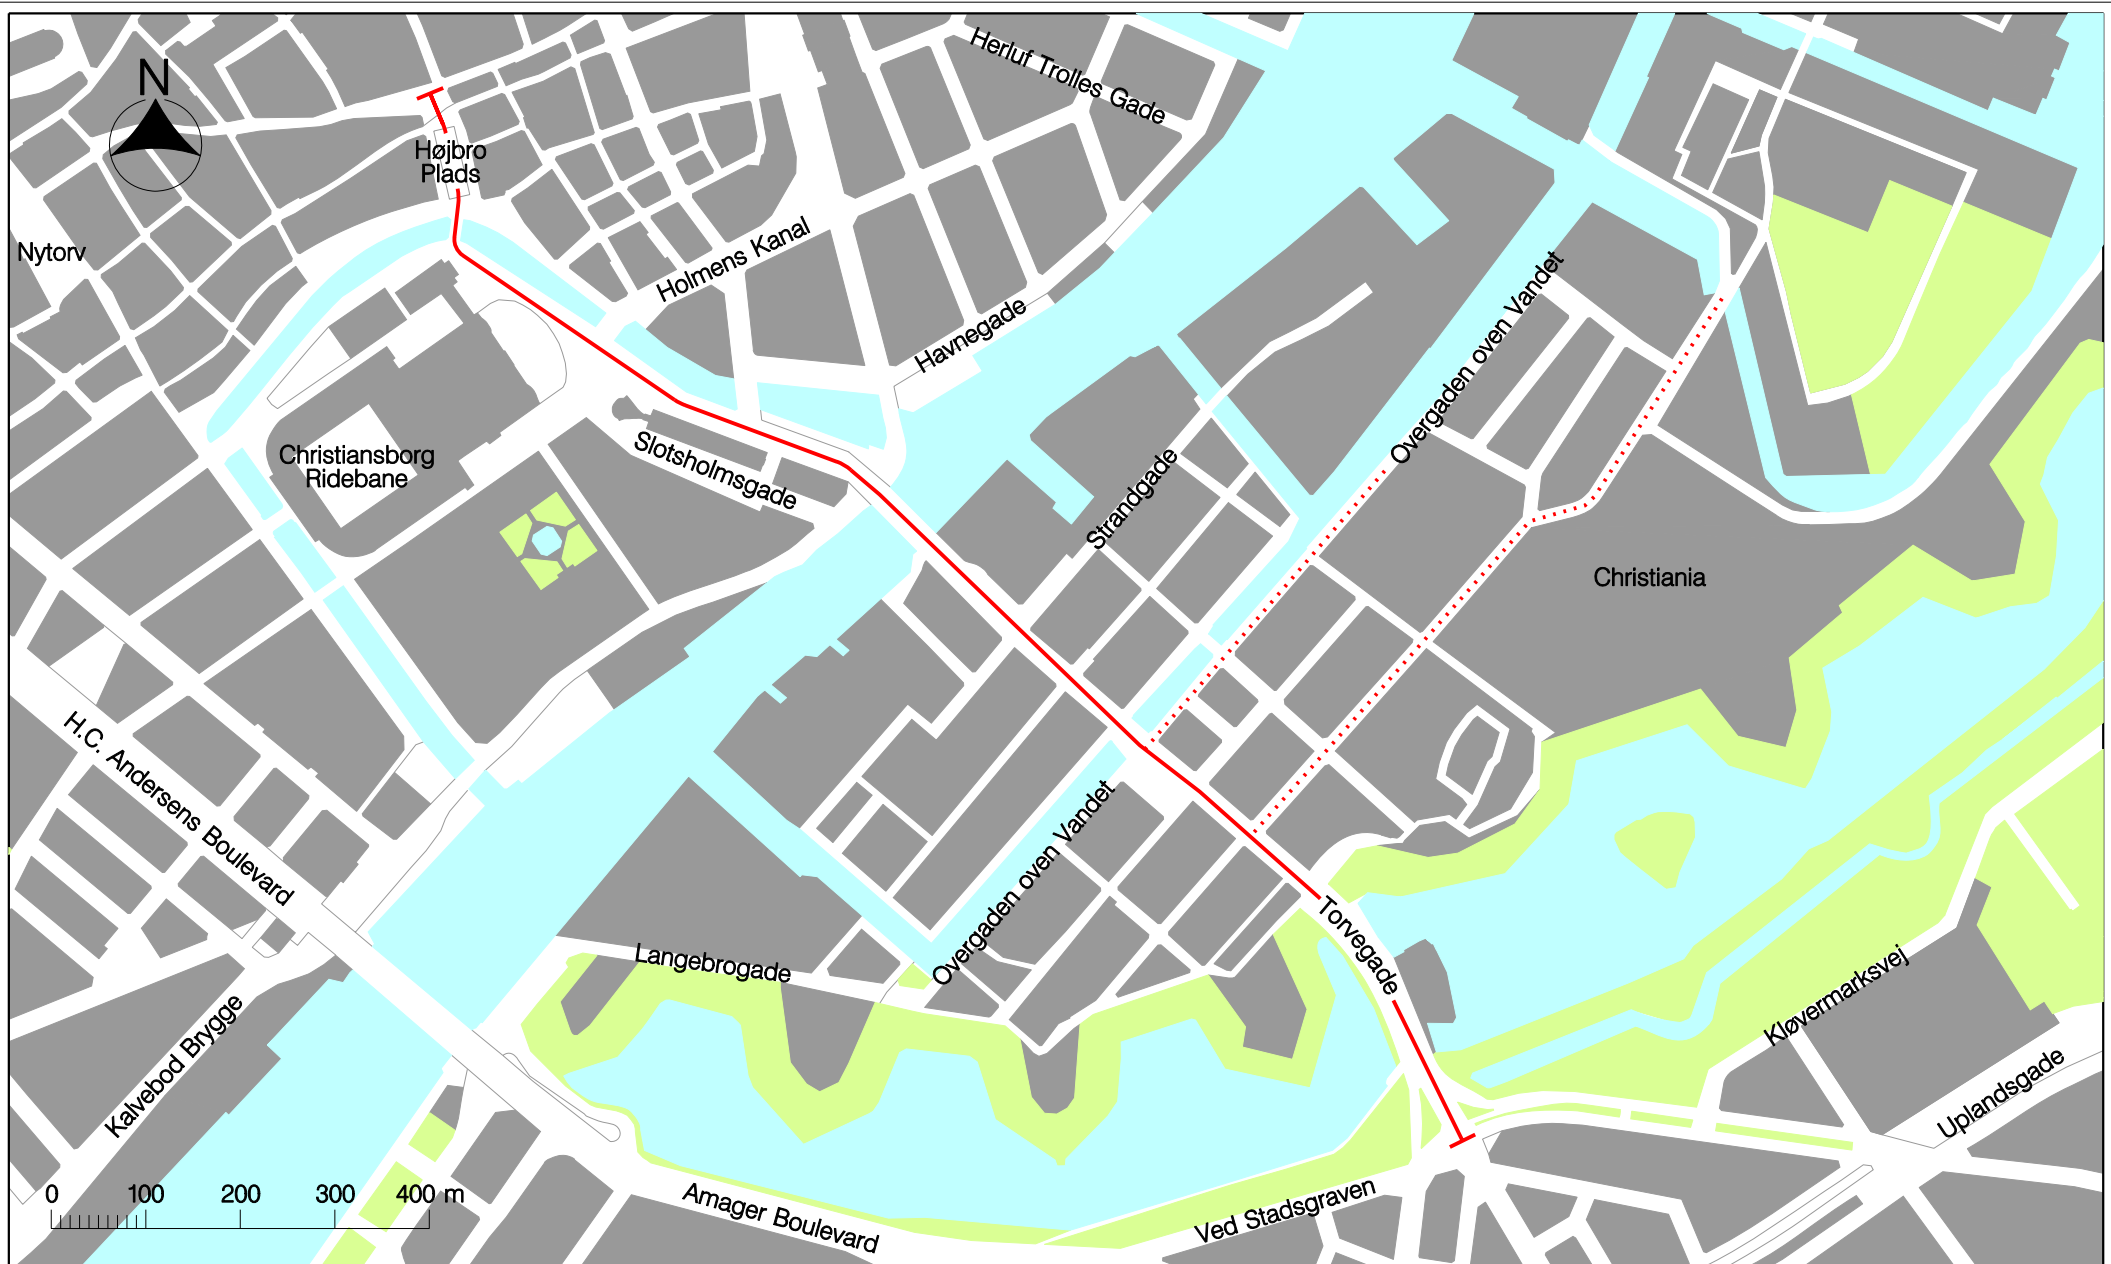 Herluf Trolles Gade
N
Højbro
Plads
Nytorv
Holmens Kanal
Havnegade
Overgaden oven Vandet
Christiansborg
Ridebane
Slotsholmsgade
Strandgade
Christiania
H.C. Andersens Boulevard
Overgaden oven Vandet
Torvegade
Langebrogade
Kløvermarksvej
Kalvebod Brygge
Uplandsgade
0 100 200 300 400 m
Amager Boulevard
Ved Stadsgraven